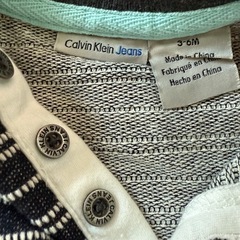 Calvin Klein Jeans
3-6M
Made in China
Fabriqué en Chine
Hecho en China